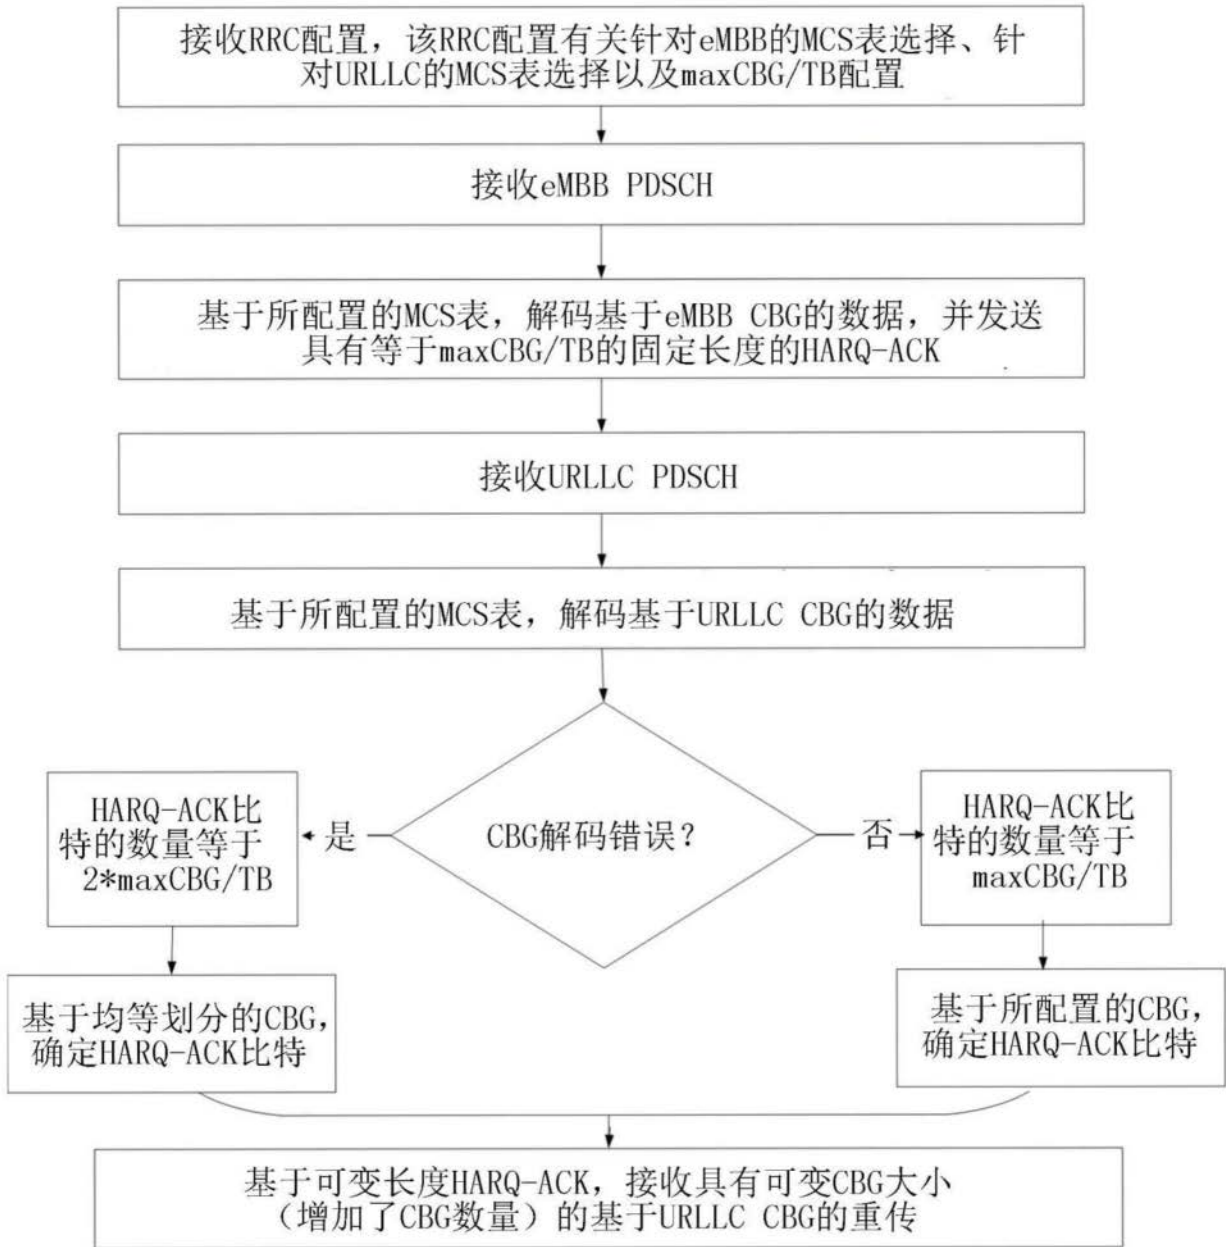 接收RRC配置，该RRC配置有关针对eMBB的MCS表选择、针
对URLLC的MCS表选择以及maxCBG/TB配置
接收eMBB PDSCH
基于所配置的MCS表，解码基于eMBB CBG的数据，并发送
具有等于maxCBG/TB的固定长度的HARQ-ACK
接收URLLC PDSCH
基于所配置的MCS表，解码基于URLLC CBG的数据
CBG解码错误？
是
否
HARQ-ACK比
特的数量等于
2*maxCBG/TB
HARQ-ACK比
特的数量等于
maxCBG/TB
基于均等划分的CBG，
确定HARQ-ACK比特
基于所配置的CBG，
确定HARQ-ACK比特
基于可变长度HARQ-ACK，接收具有可变CBG大小
（增加了CBG数量）的基于URLLC CBG的重传